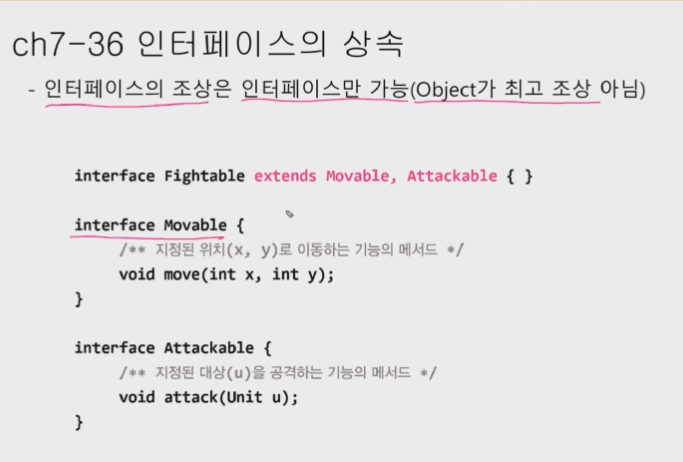 ch7-36 인터페이스의 상속
- 인터페이스의 조상은 인터페이스만 가능(Object가 최고 조상 아님)
interface Fightable extends Movable, Attackable { }
interface Movable {
/** 지정된 위치(x, y)로 이동하는 기능의 메서드 */
void move(int x, int y);
}
interface Attackable {
/** 지정된 대상(u)을 공격하는 기능의 메서드 */
void attack(Unit u);
}